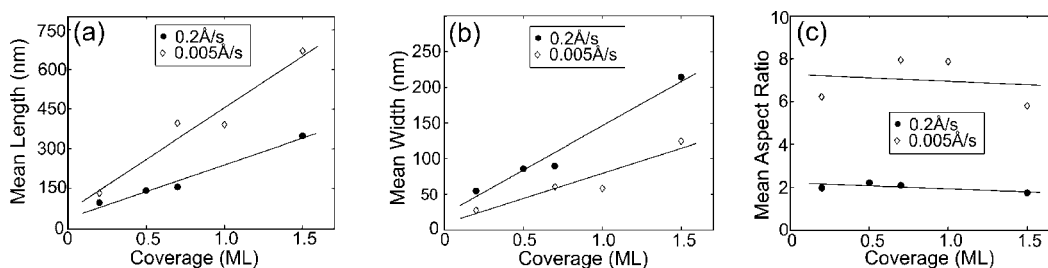 (a)
0.2Å/s
0.005Å/s
Mean Length (nm)
750
600
450
300
150
0
0.5
1.0
1.5
Coverage (ML)
(b)
0.2Å/s
0.005Å/s
Mean Width (nm)
250
200
150
100
50
0
0.5
1.0
1.5
Coverage (ML)
(c)
0.2Å/s
0.005Å/s
Mean Aspect Ratio
8
6
4
2
0
0
0.5
1.0
1.5
Coverage (ML)